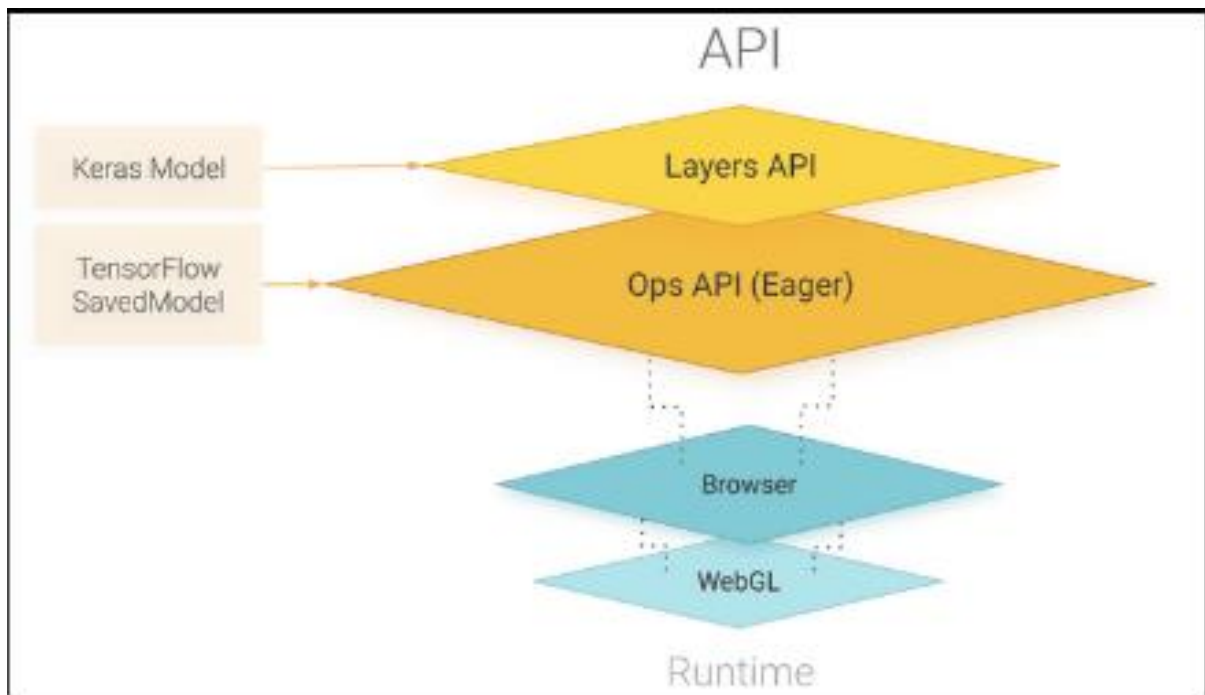 API
Keras Model
Layers API
TensorFlow
SavedModel
Ops API (Eager)
Browser
WebGL
Runtime